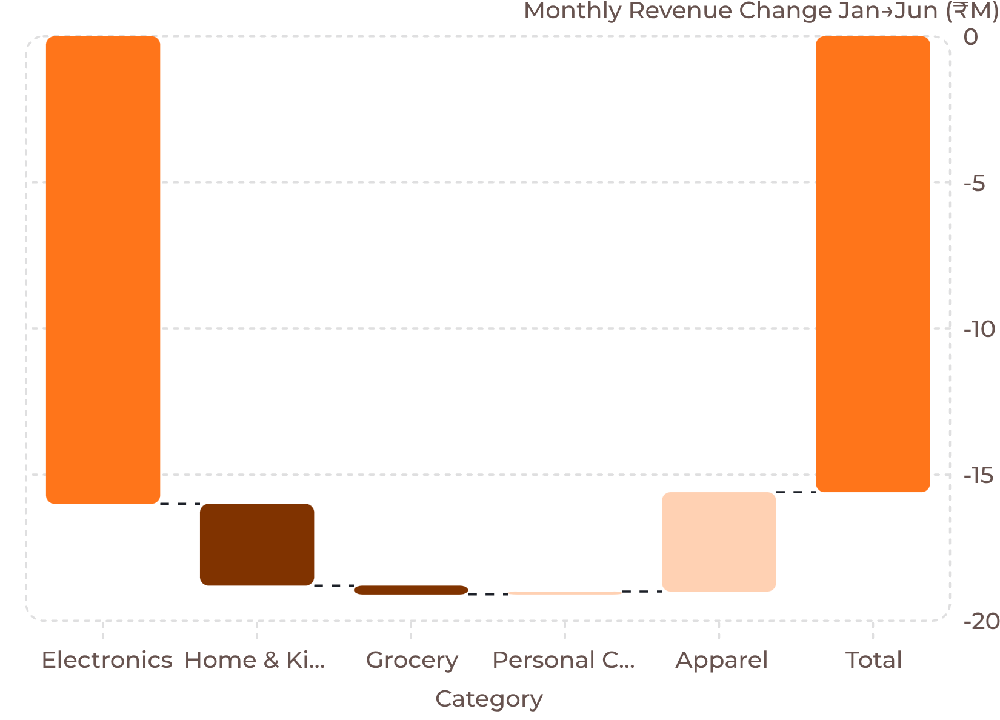 Monthly Revenue Change Jan→Jun (₹M)
0
-5
-10
-15
-20
Electronics Home & Ki... Grocery Personal C... Apparel Total
Category